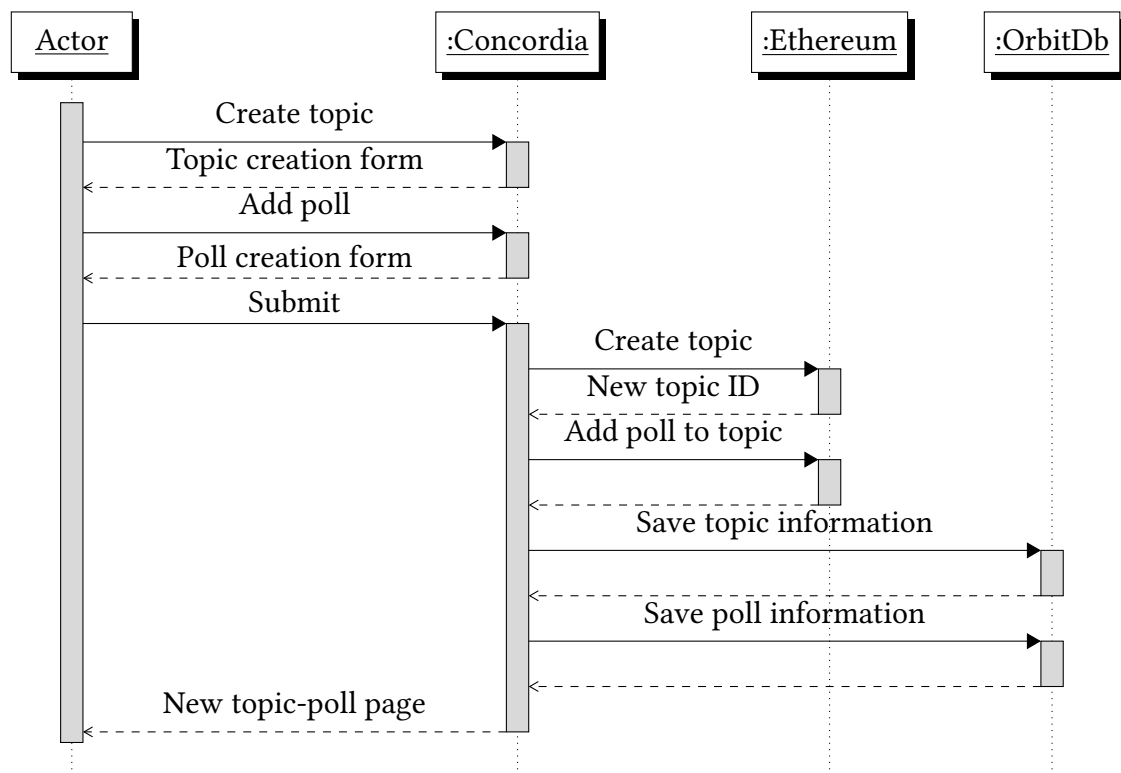 Actor
:Concordia
:Ethereum
:OrbitDb
Create topic
Topic creation form
Add poll
Poll creation form
Submit
Create topic
New topic ID
Add poll to topic
Save topic information
Save poll information
New topic-poll page